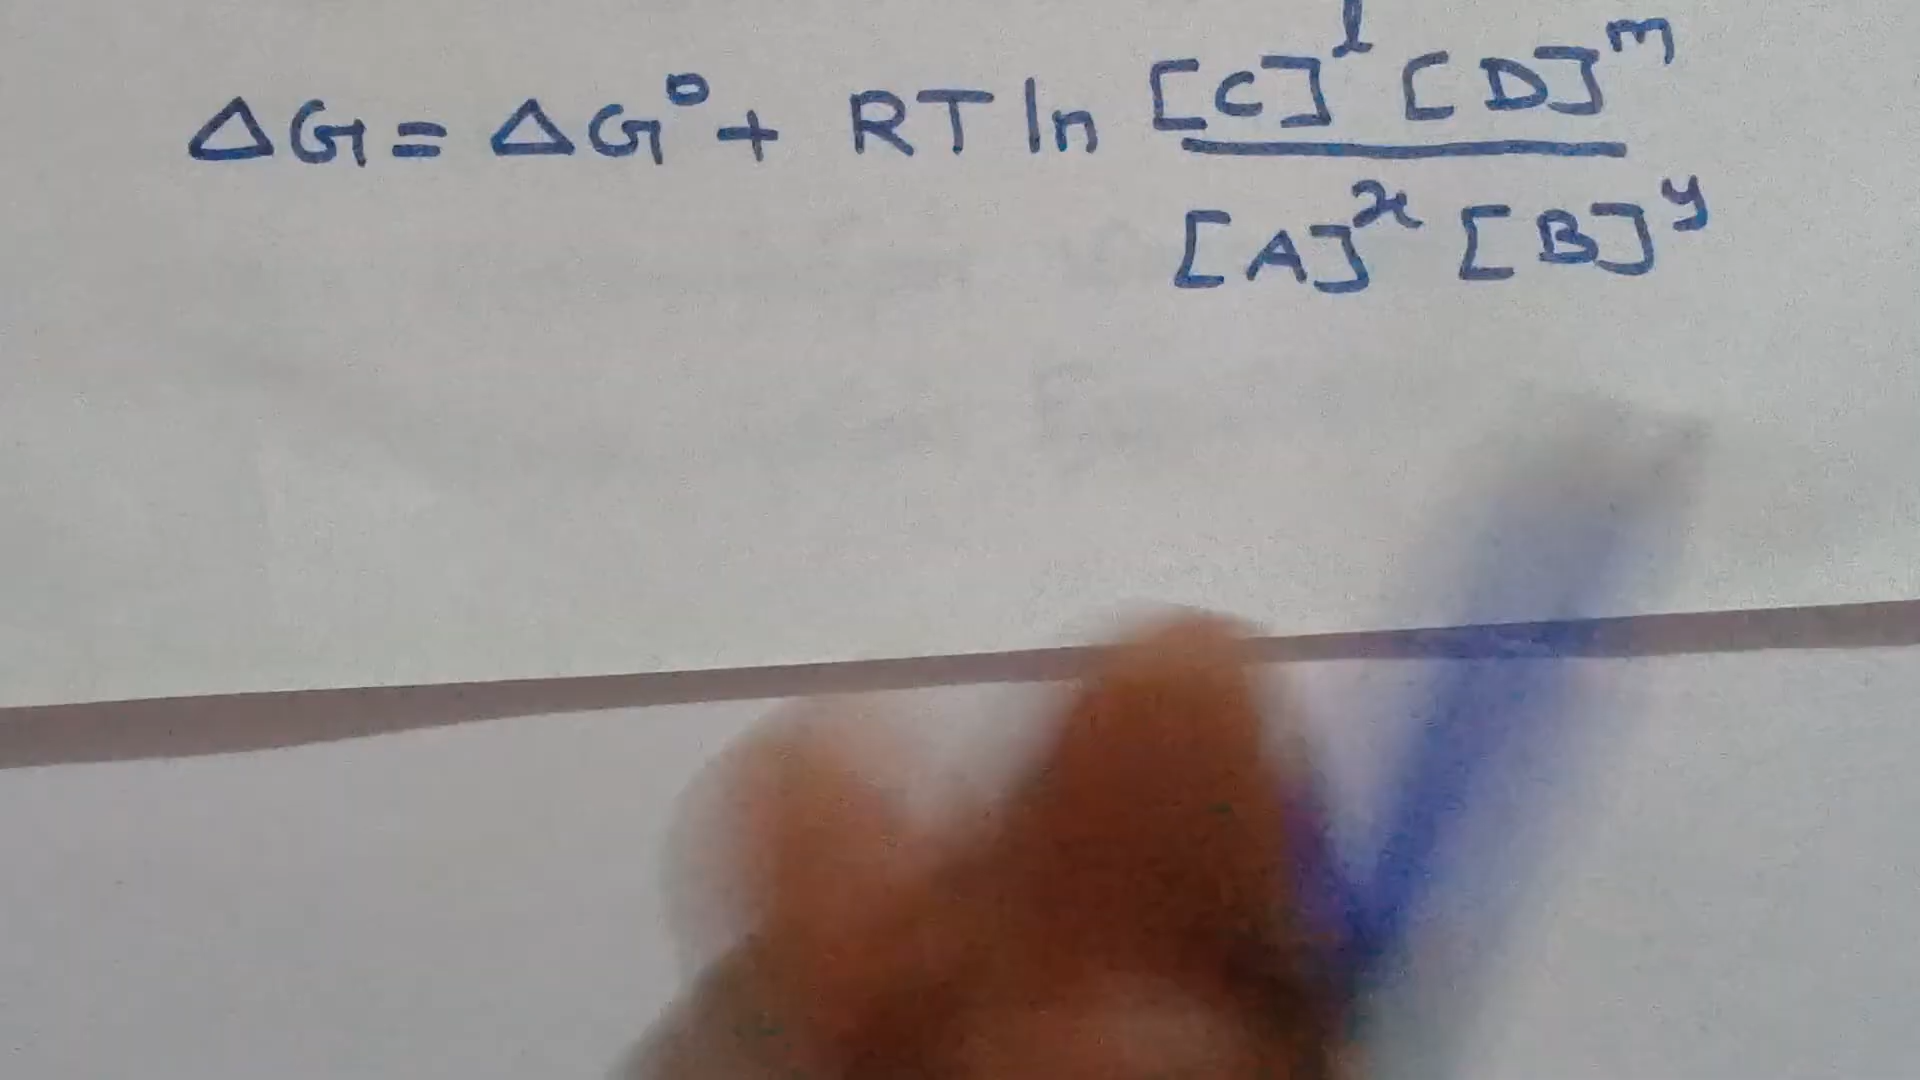 ΔG = ΔG° + RT ln [C]^l [D]^m
[A]^x [B]^y